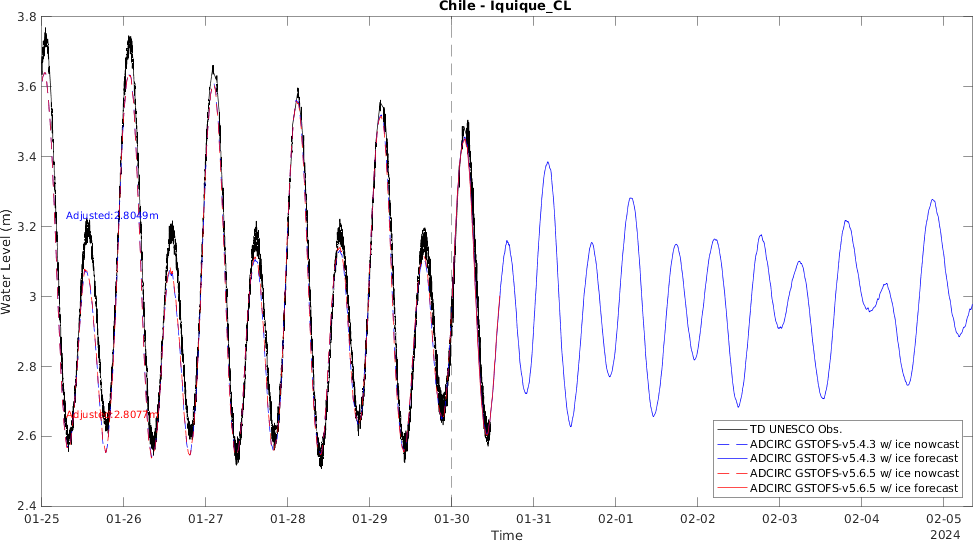 Chile - Iquique_CL
Water Level (m)
3.8
3.6
3.4
3.2
3
2.8
2.6
2.4
Adjusted:2.8049m
Adjusted:2.8077m
TD UNESCO Obs.
ADCIRC GSTOFS-v5.4.3 w/ ice nowcast
ADCIRC GSTOFS-v5.4.3 w/ ice forecast
ADCIRC GSTOFS-v5.6.5 w/ ice nowcast
ADCIRC GSTOFS-v5.6.5 w/ ice forecast
01-25 01-26 01-27 01-28 01-29 01-30 01-31 02-01 02-02 02-03 02-04 02-05
2024
Time